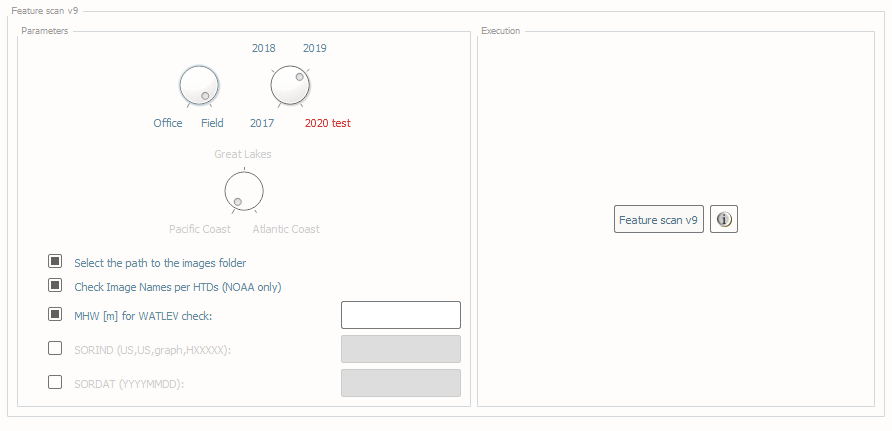 Feature scan v9
Parameters
Execution
2018 2019
Office Field 2017 2020 test
Great Lakes
Pacific Coast Atlantic Coast
Feature scan v9 i
Select the path to the images folder
Check Image Names per HTDs (NOAA only)
MHW [m] for WATLEV check:
SORIND (US,US,graph,HXXXXX):
SORDAT (YYYYMMDD):